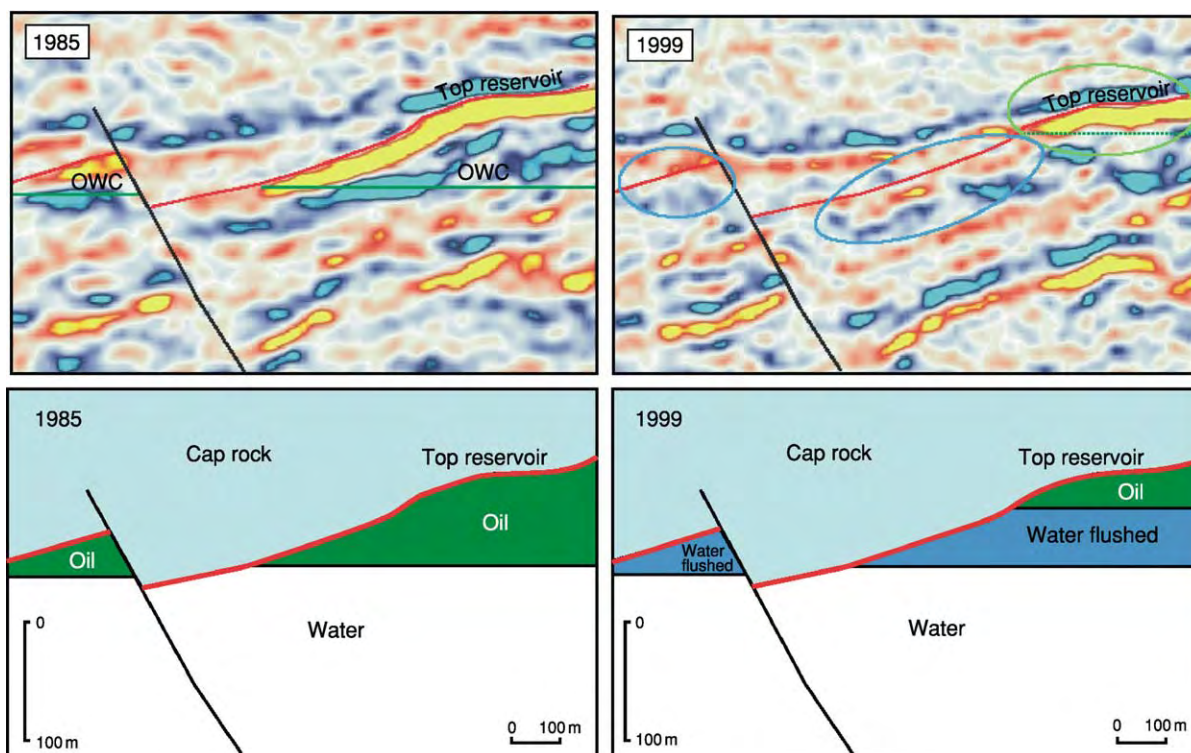 1985
Top reservoir
OWC
OWC
1999
Top reservoir
1985
Cap rock
Top reservoir
Oil
Oil
Water
0
100 m
0 100 m
1999
Cap rock
Top reservoir
Oil
Water flushed
Water
flushed
Water
0
100 m
0 100 m